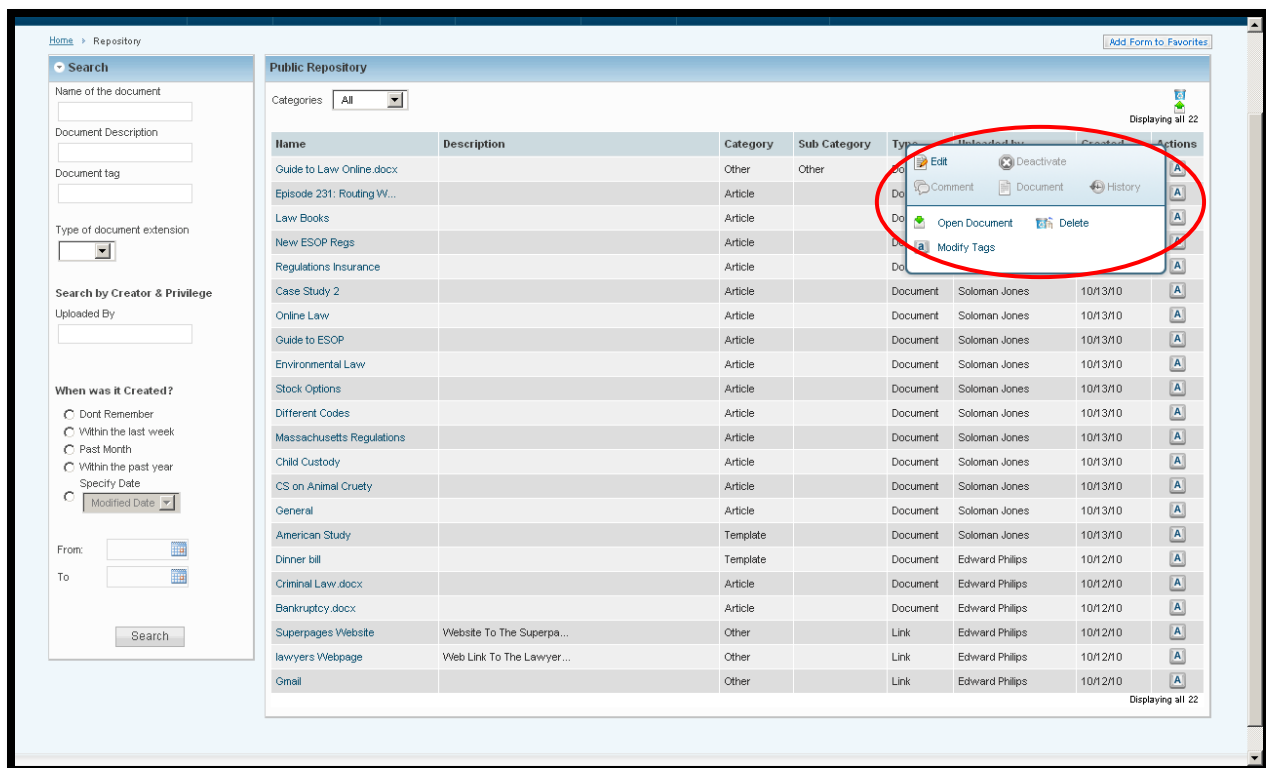 Home › Repository
Add Form to Favorites
Search
Name of the document
Document Description
Document tag
Type of document extension
Search by Creator & Privilege
Uploaded By
When was it Created?
Dont Remember
Within the last week
Past Month
Within the past year
Specify Date
Modified Date
From:
To
Search
Public Repository
Categories All
Displaying all 22
Name Description Category Sub Category Type Uploaded by Created Actions
Guide to Law Online.docx Other Other Do A
Episode 231: Routing W... Article Do A
Law Books Article Do A
New ESOP Regs Article Do A
Regulations Insurance Article Do A
Edit Deactivate
Comment Document History
Open Document Delete
a Modify Tags
Case Study 2 Article Document Soloman Jones 10/13/10 A
Online Law Article Document Soloman Jones 10/13/10 A
Guide to ESOP Article Document Soloman Jones 10/13/10 A
Environmental Law Article Document Soloman Jones 10/13/10 A
Stock Options Article Document Soloman Jones 10/13/10 A
Different Codes Article Document Soloman Jones 10/13/10 A
Massachusetts Regulations Article Document Soloman Jones 10/13/10 A
Child Custody Article Document Soloman Jones 10/13/10 A
CS on Animal Cruety Article Document Soloman Jones 10/13/10 A
General Article Document Soloman Jones 10/13/10 A
American Study Template Document Soloman Jones 10/13/10 A
Dinner bill Template Document Edward Philips 10/12/10 A
Criminal Law.docx Article Document Edward Philips 10/12/10 A
Bankruptcy.docx Article Document Edward Philips 10/12/10 A
Superpages Website Website To The Superpa... Other Link Edward Philips 10/12/10 A
lawyers Webpage Web Link To The Lawyer... Other Link Edward Philips 10/12/10 A
Gmail Other Link Edward Philips 10/12/10 A
Displaying all 22